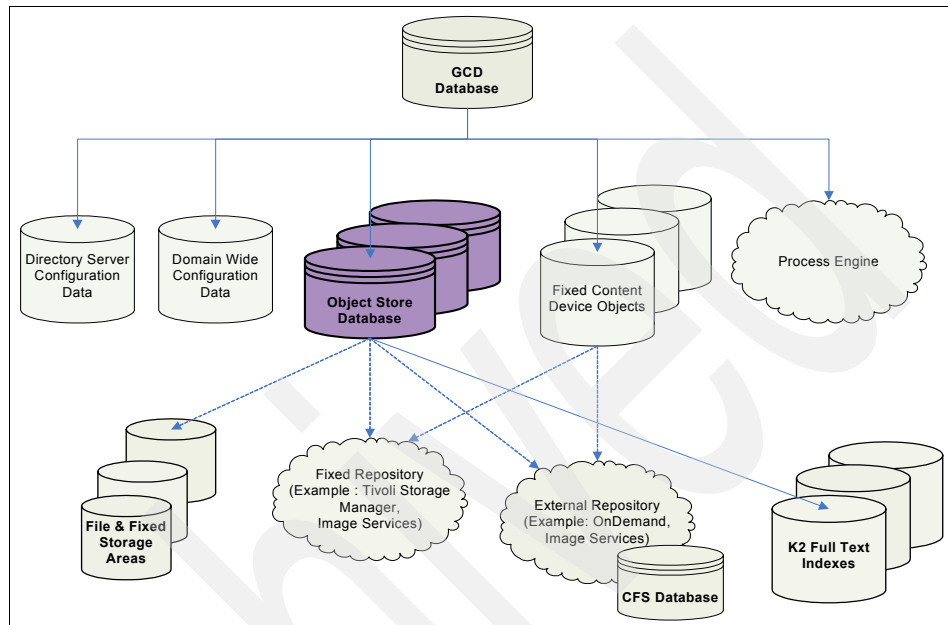 GCD
Database
Directory Server
Configuration
Data
Domain Wide
Configuration
Data
Object Store
Database
Fixed Content
Device Objects
Process Engine
File & Fixed
Storage
Areas
Fixed Repository
(Example : Tivoli Storage
Manager,
Image Services)
External Repository
(Example: OnDemand,
Image Services)
CFS Database
K2 Full Text
Indexes
hived